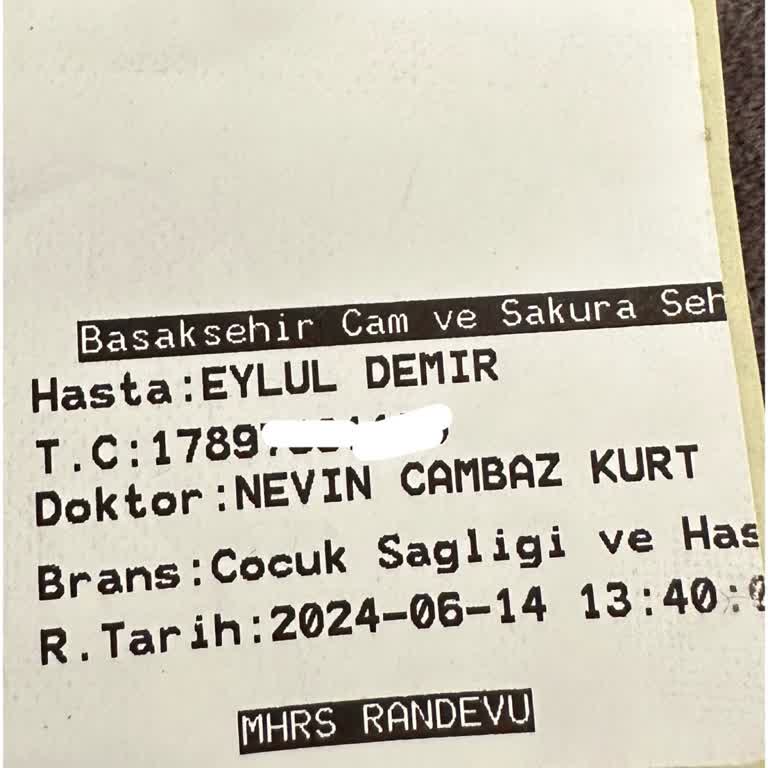 Basaksehir Cam ve Sakura Seh
Hasta:EYLUL DEMIR
T.C:1789
Doktor:NEVIN CAMBAZ KURT
Brans:Cocuk Sagligi ve Has
R.Tarih:2024-06-14 13:40:
MHRS RANDEVU